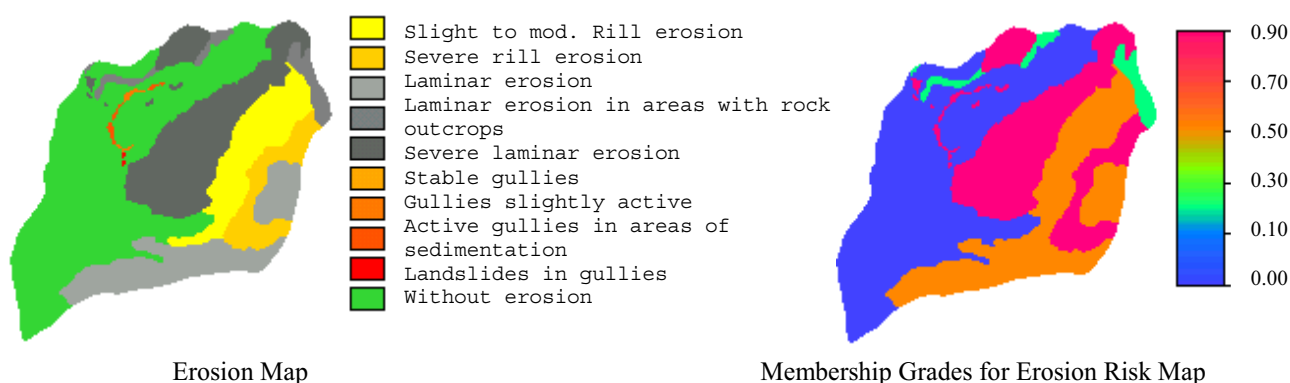 Slight to mod. Rill erosion
Severe rill erosion
Laminar erosion
Laminar erosion in areas with rock
outcrops
Severe laminar erosion
Stable gullies
Gullies slightly active
Active gullies in areas of
sedimentation
Landslides in gullies
Without erosion
0.90
0.70
0.50
0.30
0.10
0.00
Erosion Map
Membership Grades for Erosion Risk Map